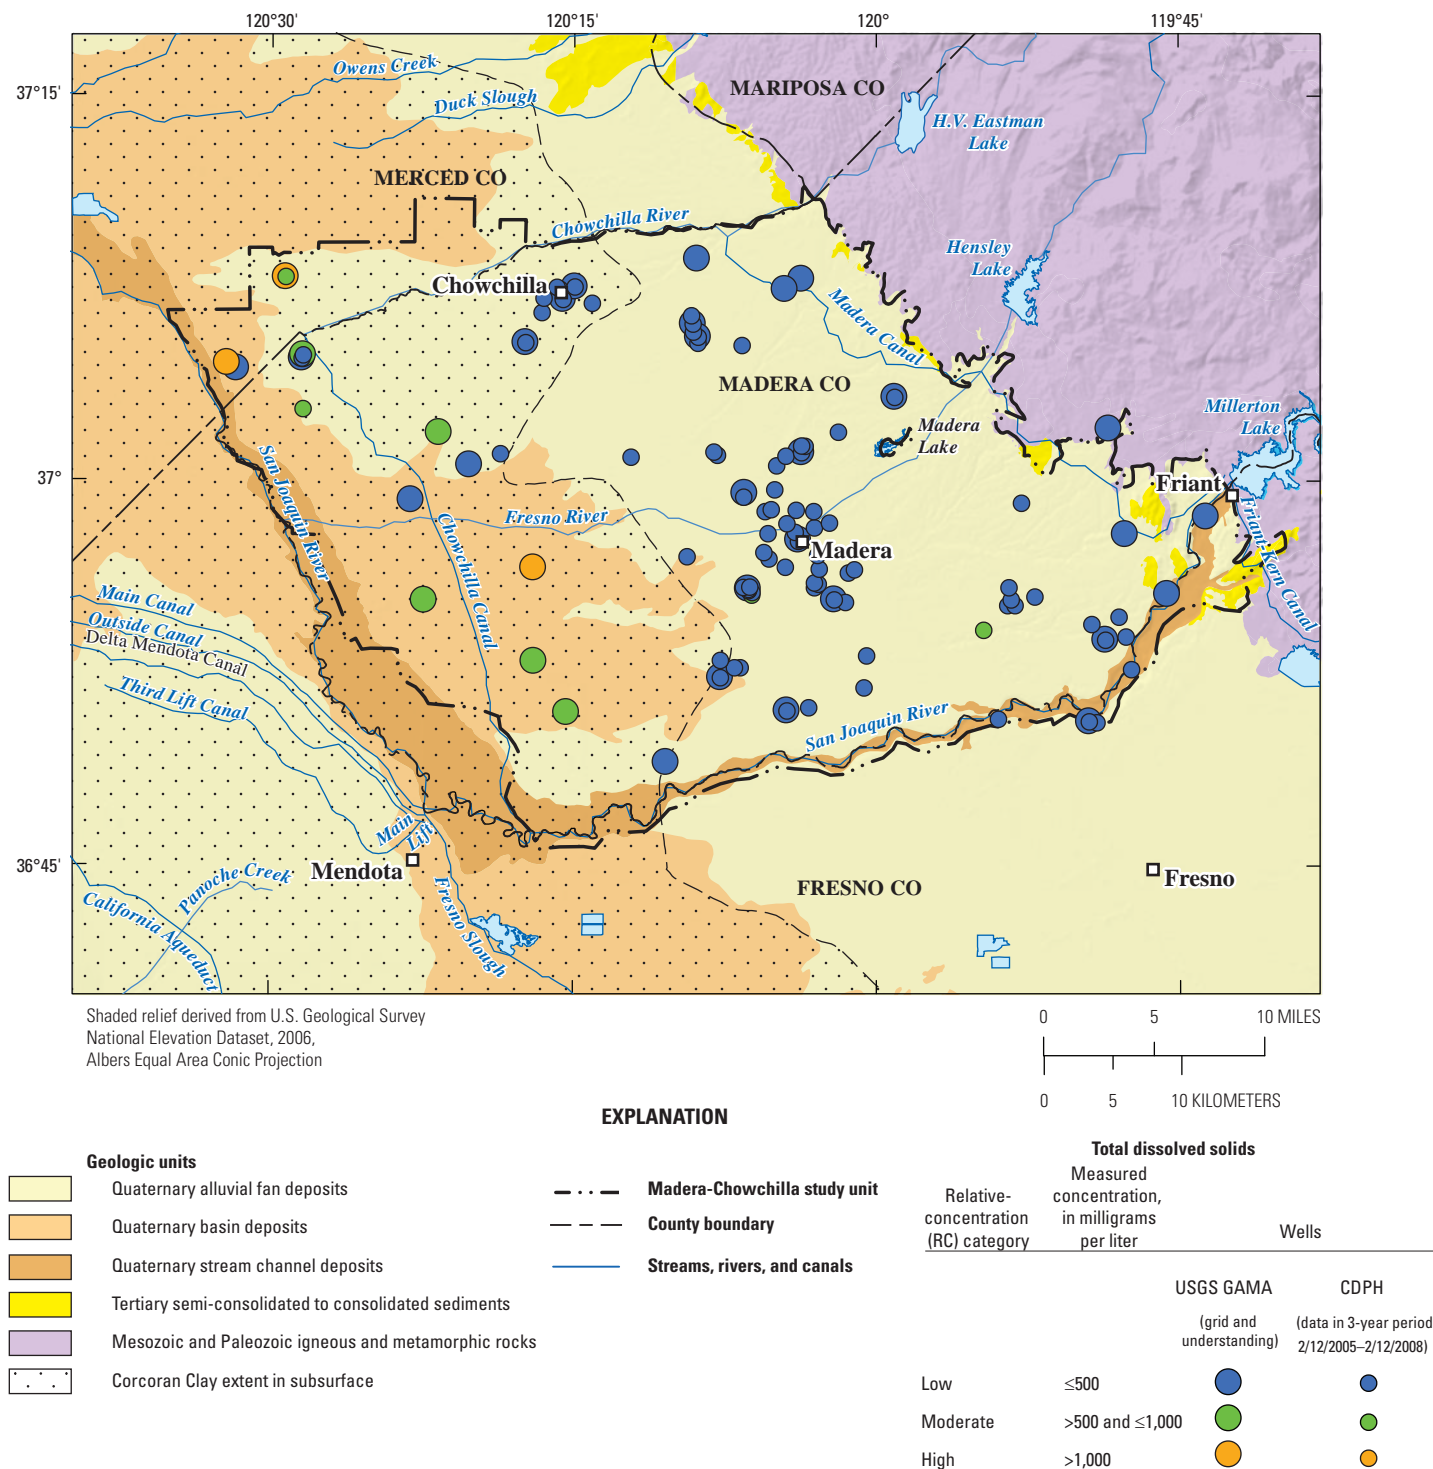 120°30'
120°15'
120°
119°45'
37°15'
37°
36°45'
Owens Creek
Duck Slough
MARIPOSA CO
H.V. Eastman
Lake
MERCED CO
Chowchilla River
Hensley
Lake
Chowchilla
Madera Canal
MADERA CO
Millerton
Lake
Madera
Lake
San Joaquin River
Friant
Fresno River
Chowchilla Canal
Madera
Friant-Kern Canal
Main Canal
Outside Canal
Delta Mendota Canal
Third Lift Canal
San Joaquin River
Main
Lift
Mendota
Panoche Creek
California Aqueduct
Fresno Slough
FRESNO CO
Fresno
Shaded relief derived from U.S. Geological Survey
National Elevation Dataset, 2006,
Albers Equal Area Conic Projection
0 5 10 MILES
0 5 10 KILOMETERS
EXPLANATION
Geologic units
Quaternary alluvial fan deposits
Quaternary basin deposits
Quaternary stream channel deposits
Tertiary semi-consolidated to consolidated sediments
Mesozoic and Paleozoic igneous and metamorphic rocks
Corcoran Clay extent in subsurface
Madera-Chowchilla study unit
County boundary
Streams, rivers, and canals
Total dissolved solids
Relative-
concentration
(RC) category
Measured
concentration,
in milligrams
per liter
Wells
USGS GAMA
(grid and
understanding)
CDPH
(data in 3-year period
2/12/2005–2/12/2008)
Low ≤500
Moderate >500 and ≤1,000
High >1,000